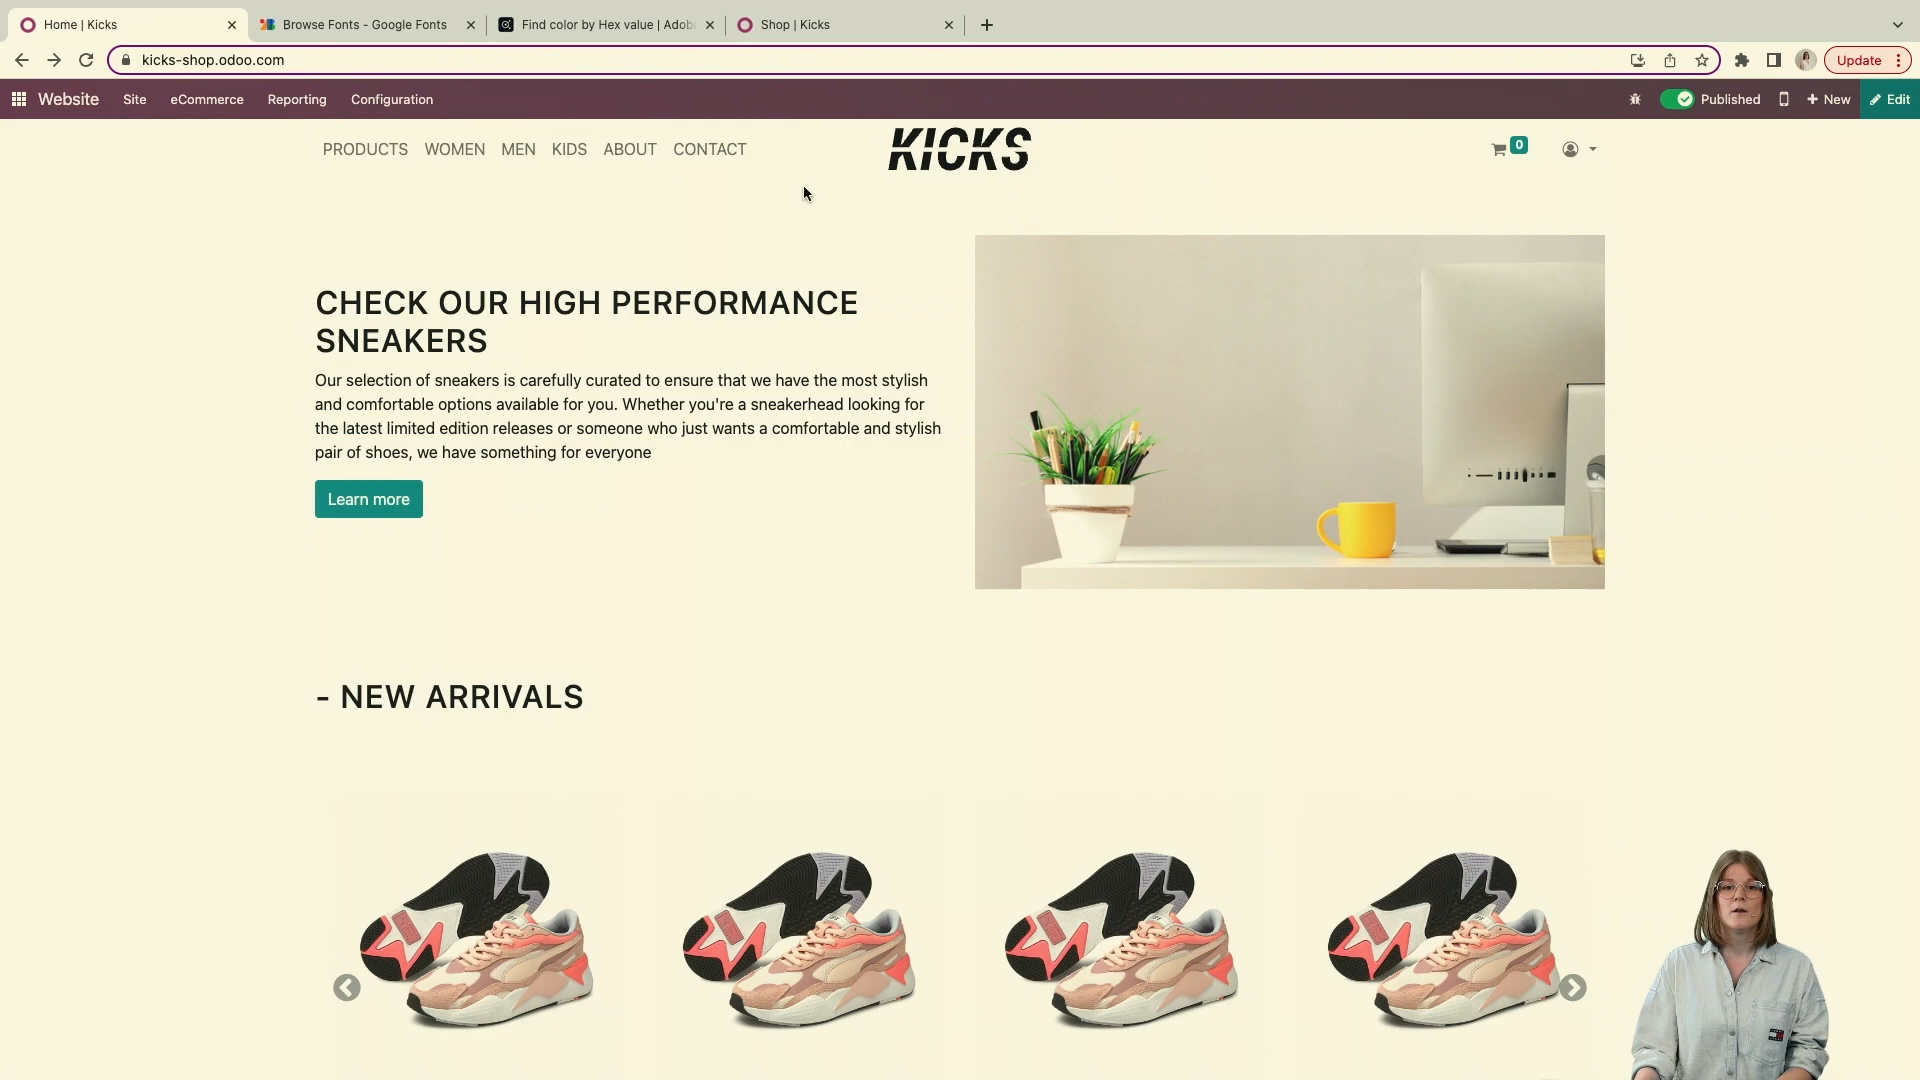 Home | Kicks
Browse Fonts - Google Fonts
Find color by Hex value | Adob
Shop | Kicks
kicks-shop.odoo.com
Update
Website
Site
eCommerce
Reporting
Configuration
Published
New
Edit
PRODUCTS
WOMEN
MEN
KIDS
ABOUT
CONTACT
KICKS
0
CHECK OUR HIGH PERFORMANCE
SNEAKERS
Our selection of sneakers is carefully curated to ensure that we have the most stylish
and comfortable options available for you. Whether you're a sneakerhead looking for
the latest limited edition releases or someone who just wants a comfortable and stylish
pair of shoes, we have something for everyone
Learn more
- NEW ARRIVALS